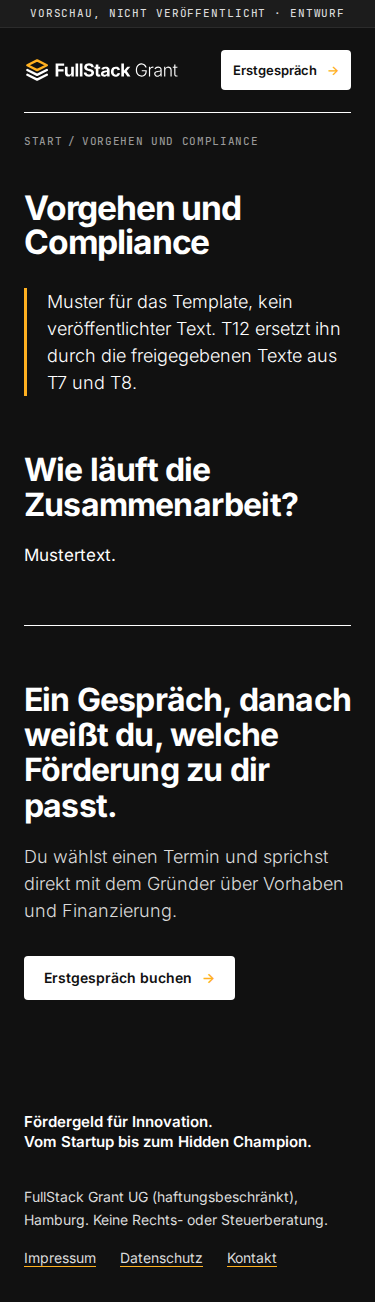 VORSCHAU, NICHT VERÖFFENTLICHT · ENTWURF
FullStack Grant
Erstgespräch →
START / VORGEHEN UND COMPLIANCE
Vorgehen und
Compliance
Muster für das Template, kein
veröffentlichter Text. T12 ersetzt ihn
durch die freigegebenen Texte aus
T7 und T8.
Wie läuft die
Zusammenarbeit?
Mustertext.
Ein Gespräch, danach
weißt du, welche
Förderung zu dir
passt.
Du wählst einen Termin und sprichst
direkt mit dem Gründer über Vorhaben
und Finanzierung.
Erstgespräch buchen →
Fördergeld für Innovation.
Vom Startup bis zum Hidden Champion.
FullStack Grant UG (haftungsbeschränkt),
Hamburg. Keine Rechts- oder Steuerberatung.
Impressum Datenschutz Kontakt